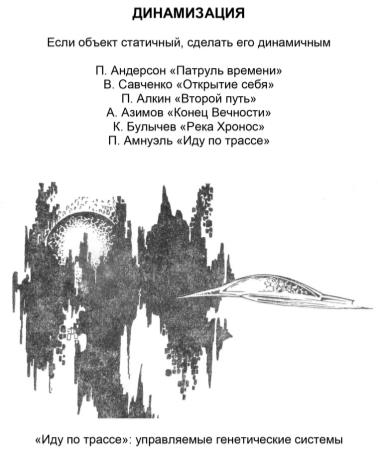 ДИНАМИЗАЦИЯ
Если объект статичный, сделать его динамичным
П. Андерсон «Патруль времени»
В. Савченко «Открытие себя»
П. Алкин «Второй путь»
А. Азимов «Конец Вечности»
К. Булычев «Река Хронос»
П. Амнуэль «Иду по трассе»
«Иду по трассе»: управляемые генетические системы